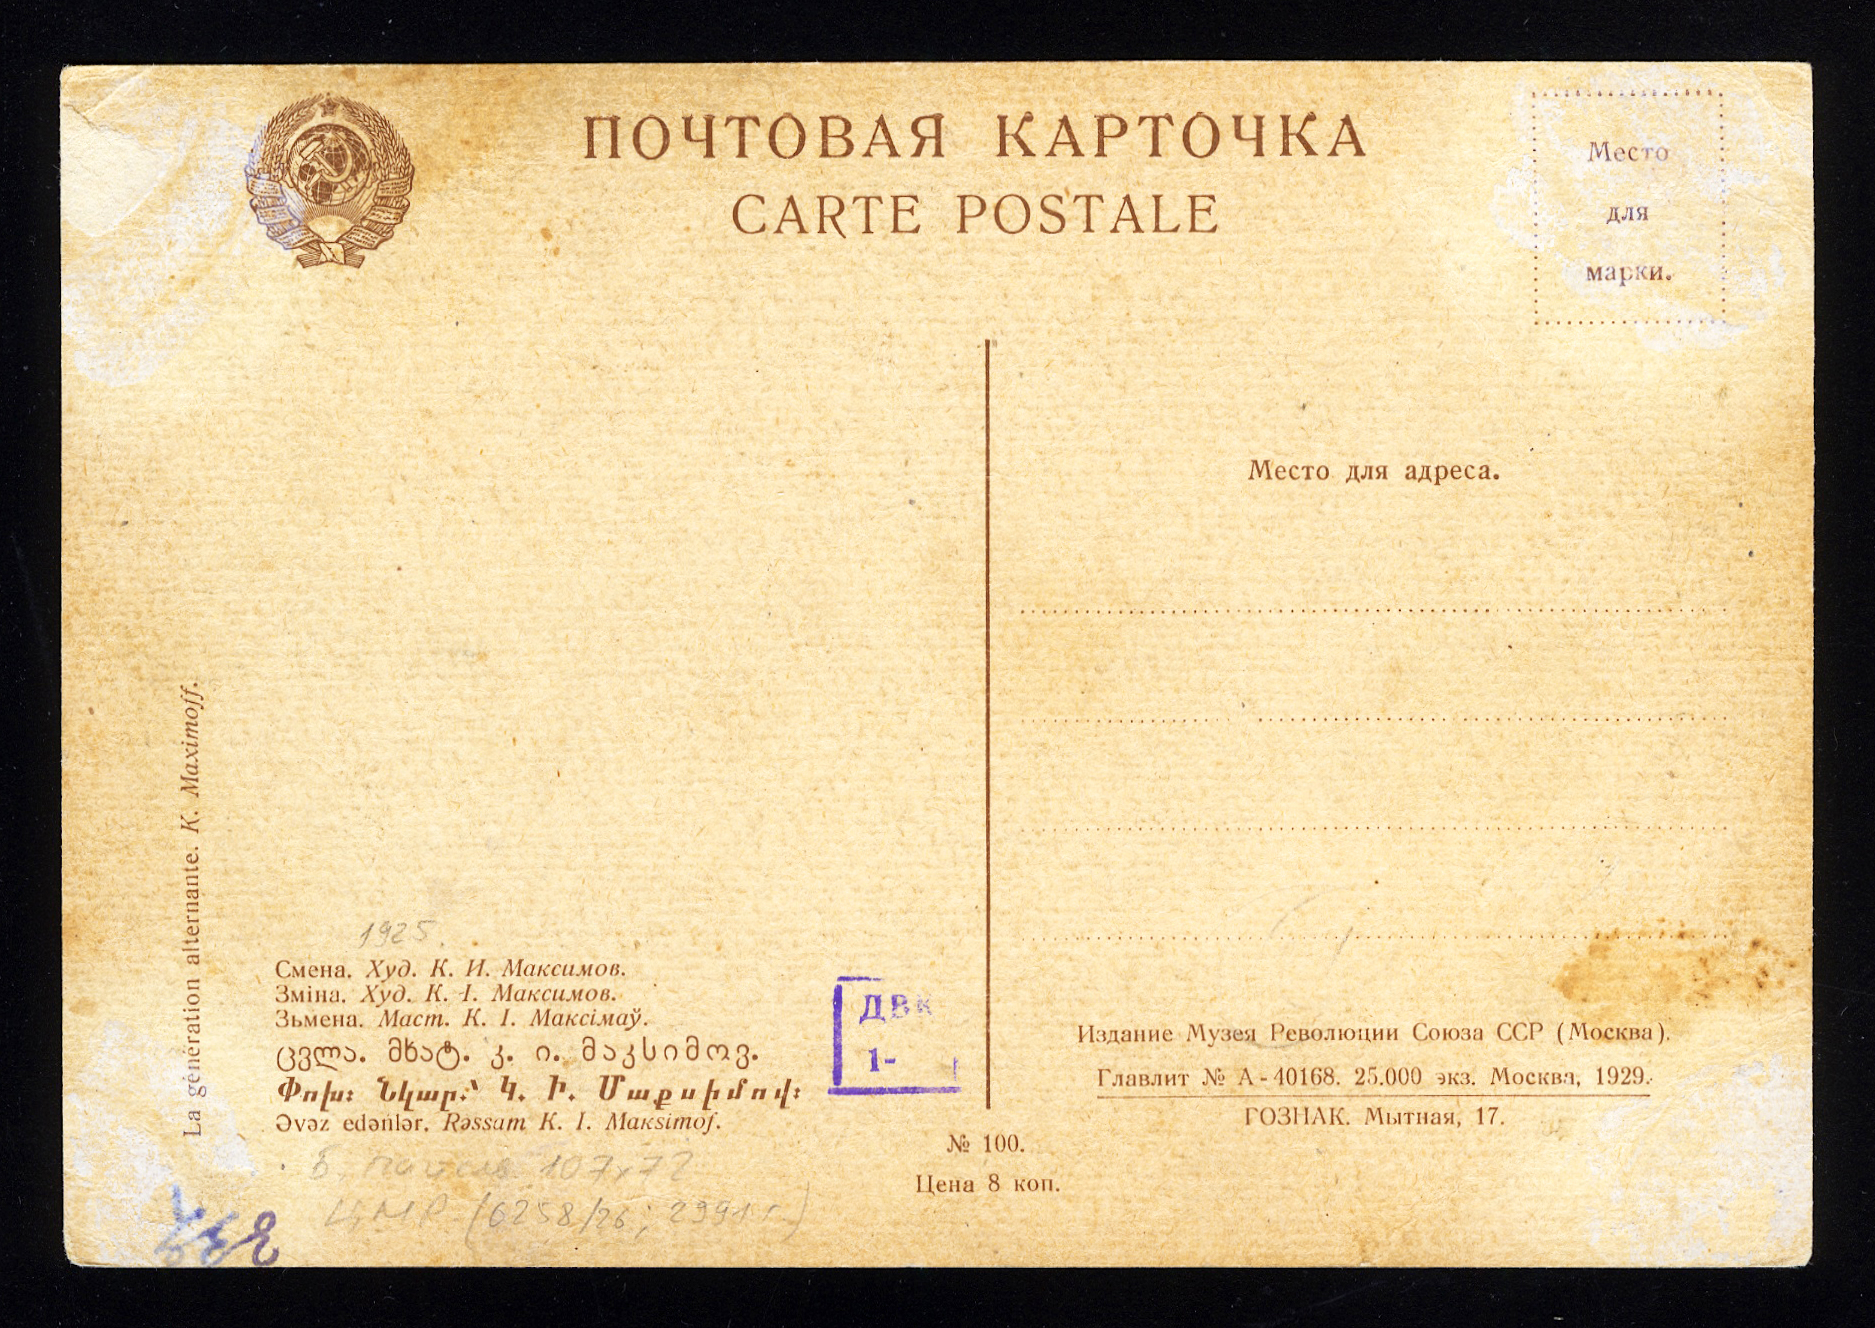 ПОЧТОВАЯ КАРТОЧКА
CARTE POSTALE
Место
для
марки.
Место для адреса.
La génération alternante. K. Maximoff.
1925.
Смена. Худ. К. И. Максимов.
Зміна. Худ. К. І. Максимов.
Зьмена. Маст. К. І. Максімаў.
ცვლა. მხატ. კ. ი. მაკსიმოვ.
Փոխ։ Նկար.՝ Կ. Ի. Մաքսիմով։
Əvəz edənlər. Rəssam K. I. Maksimof.
107х72
ЦМР (6258/26; 2991 г.)
ДВК
1-
№ 100.
Цена 8 коп.
Издание Музея Революции Союза ССР (Москва).
Главлит № А-40168. 25.000 экз. Москва, 1929.
ГОЗНАК. Мытная, 17.